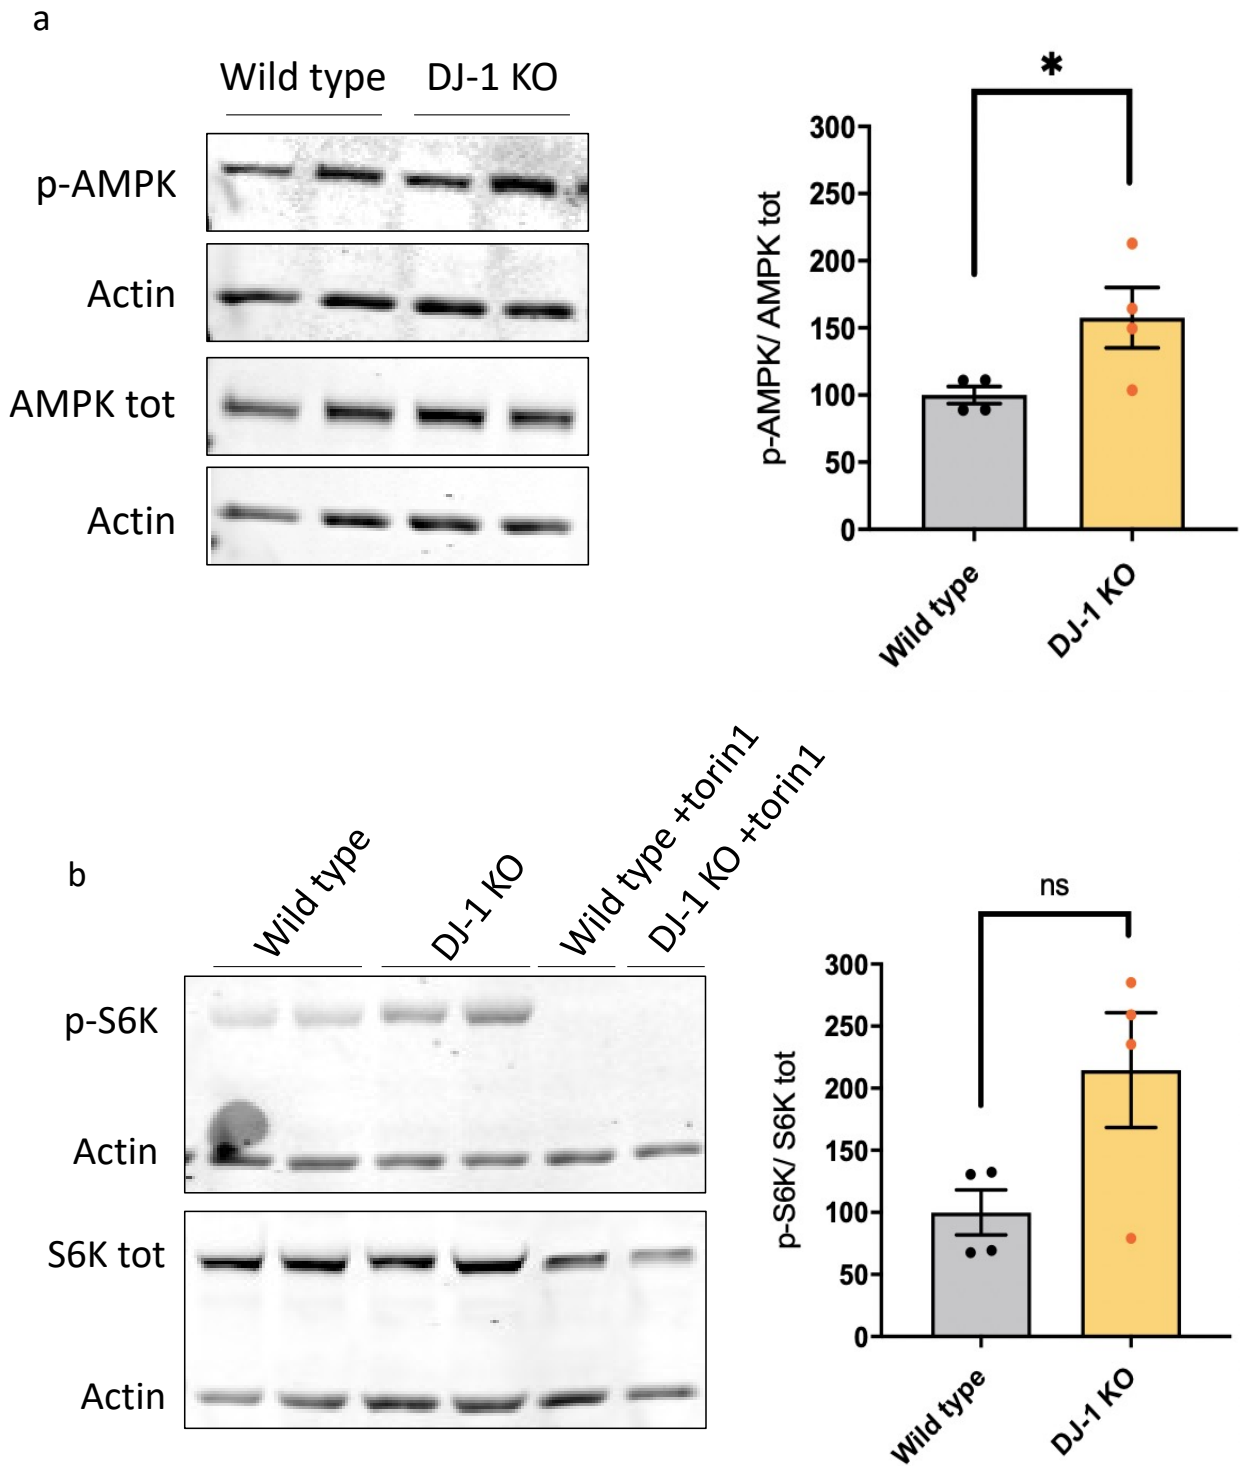 a
Wild type
DJ-1 KO
p-AMPK
Actin
AMPK tot
Actin
*
p-AMPK/ AMPK tot
300
250
200
150
100
50
0
Wild type
DJ-1 KO
b
Wild type
DJ-1 KO
Wild type +torin1
DJ-1 KO +torin1
p-S6K
Actin
S6K tot
Actin
ns
p-S6K/ S6K tot
300
250
200
150
100
50
0
Wild type
DJ-1 KO